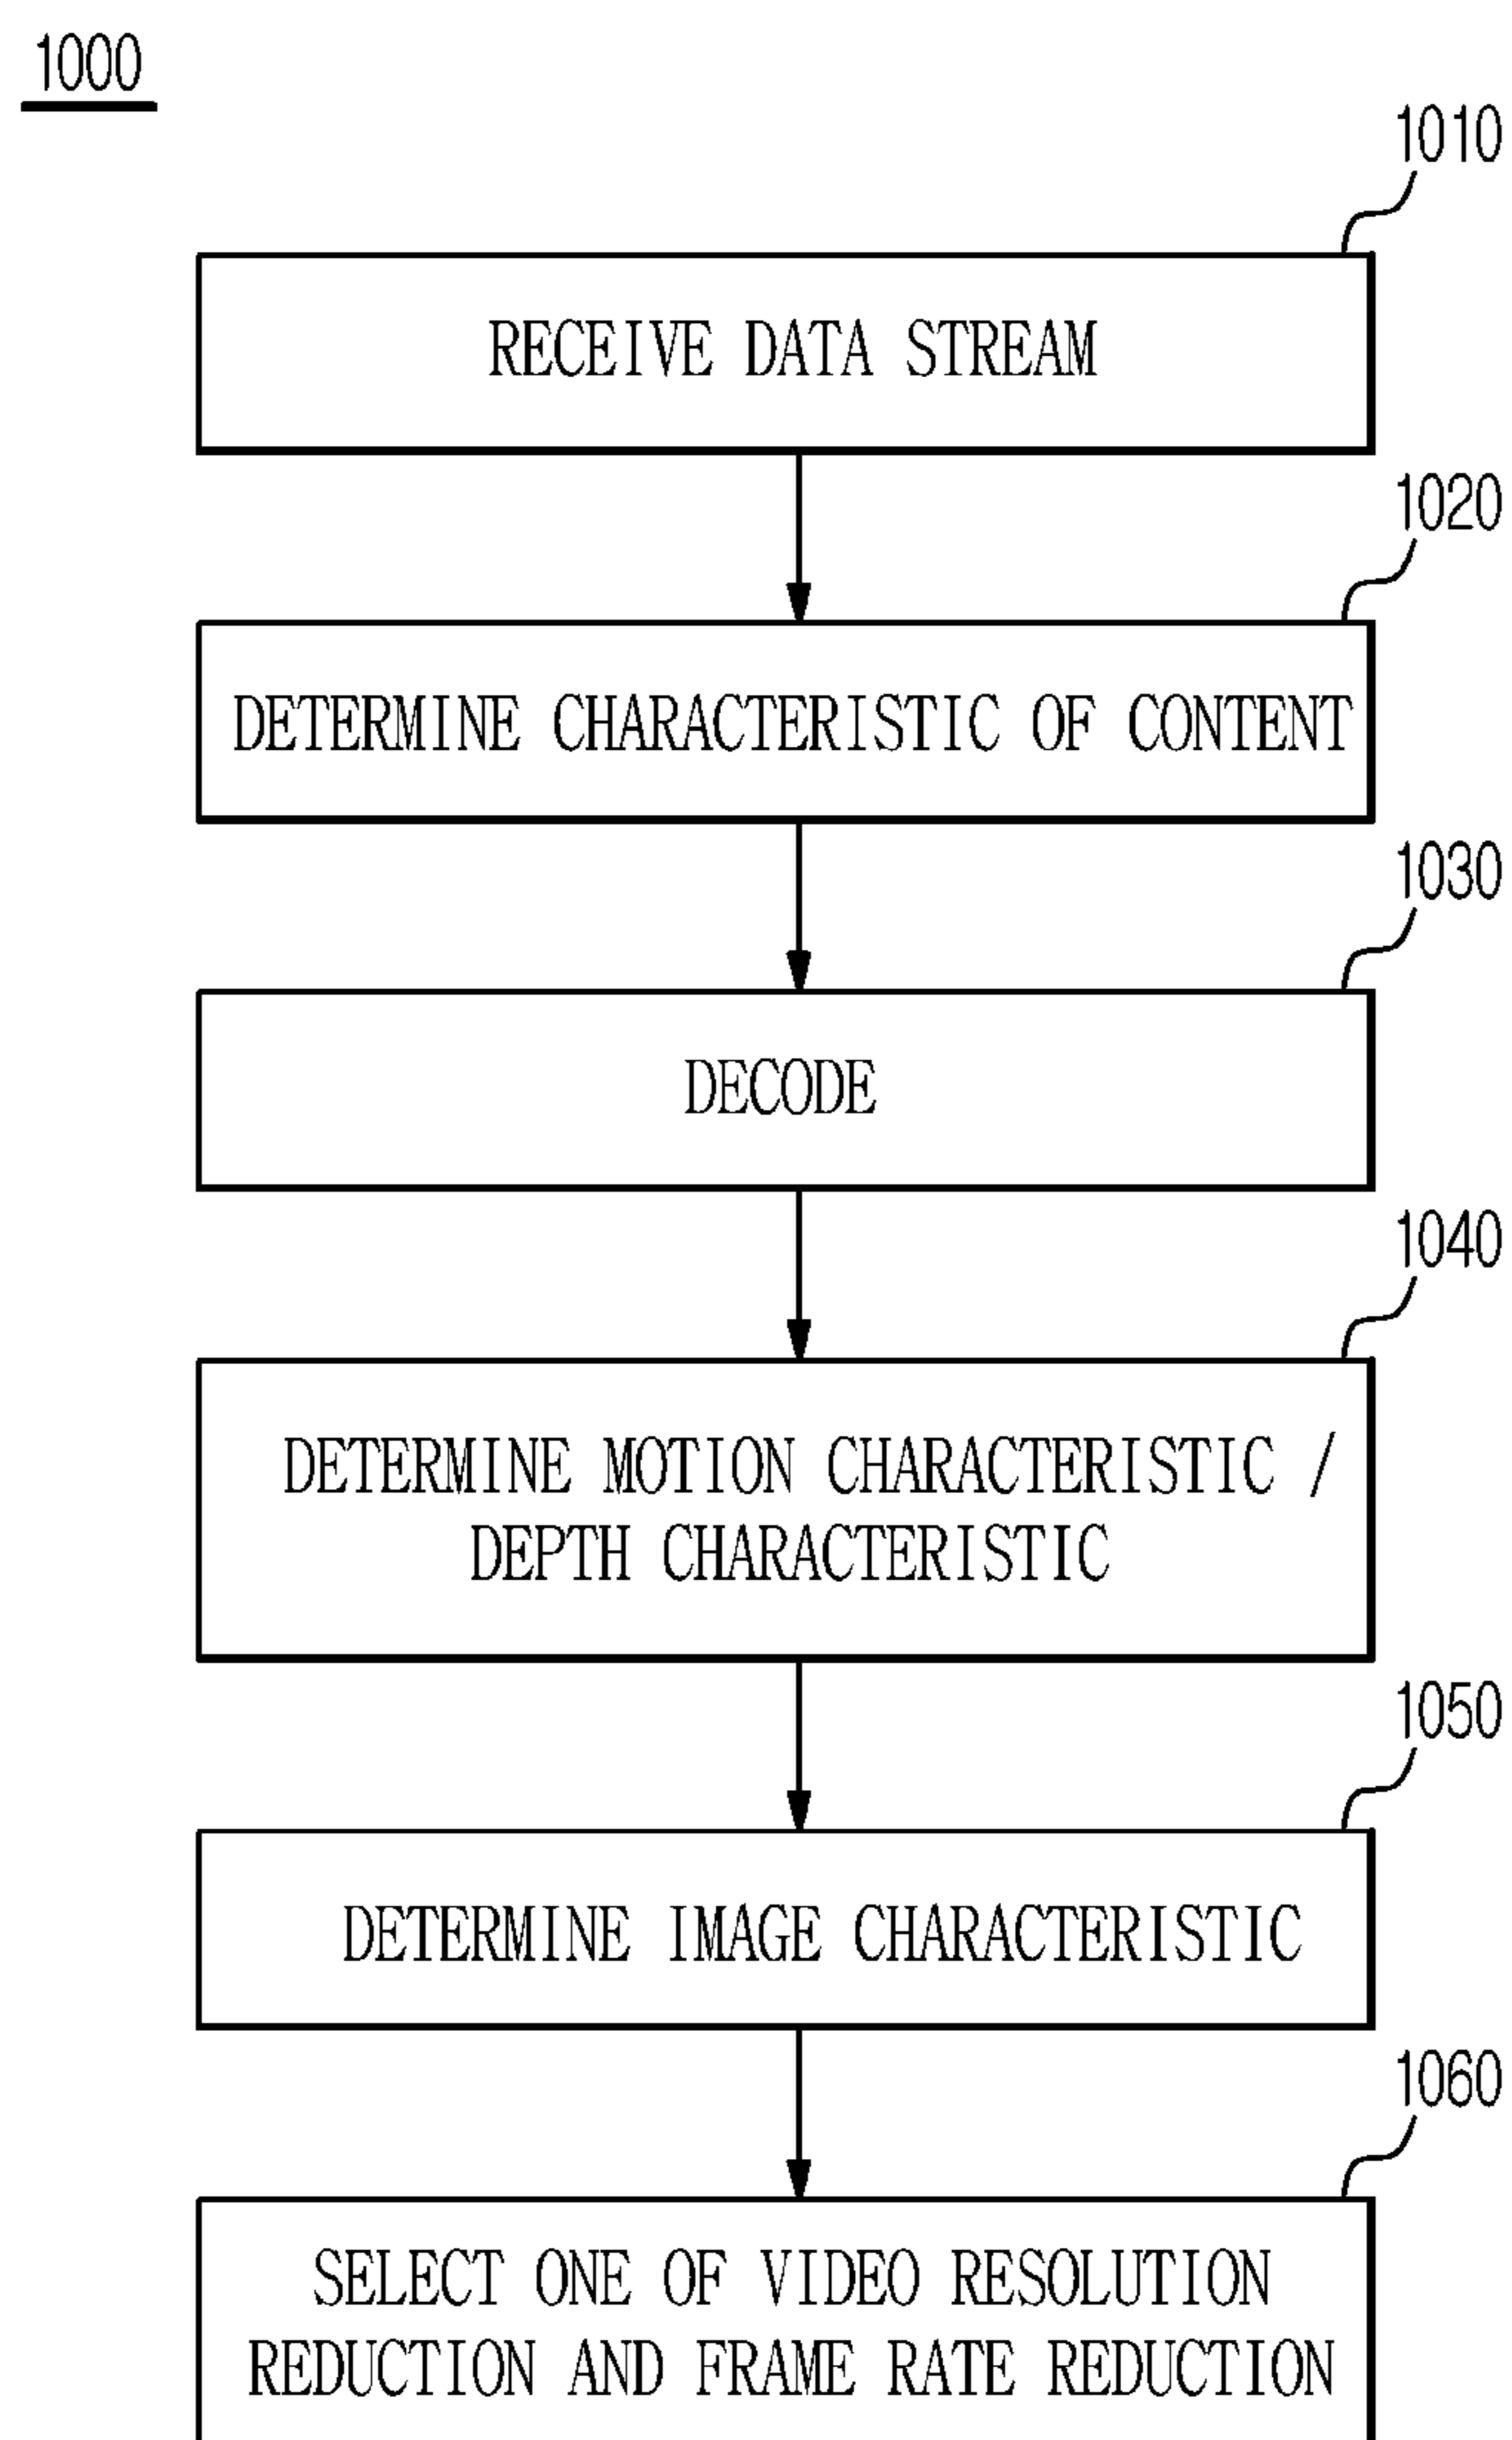 1000
1010
RECEIVE DATA STREAM
1020
DETERMINE CHARACTERISTIC OF CONTENT
1030
DECODE
1040
DETERMINE MOTION CHARACTERISTIC /
DEPTH CHARACTERISTIC
1050
DETERMINE IMAGE CHARACTERISTIC
1060
SELECT ONE OF VIDEO RESOLUTION
REDUCTION AND FRAME RATE REDUCTION